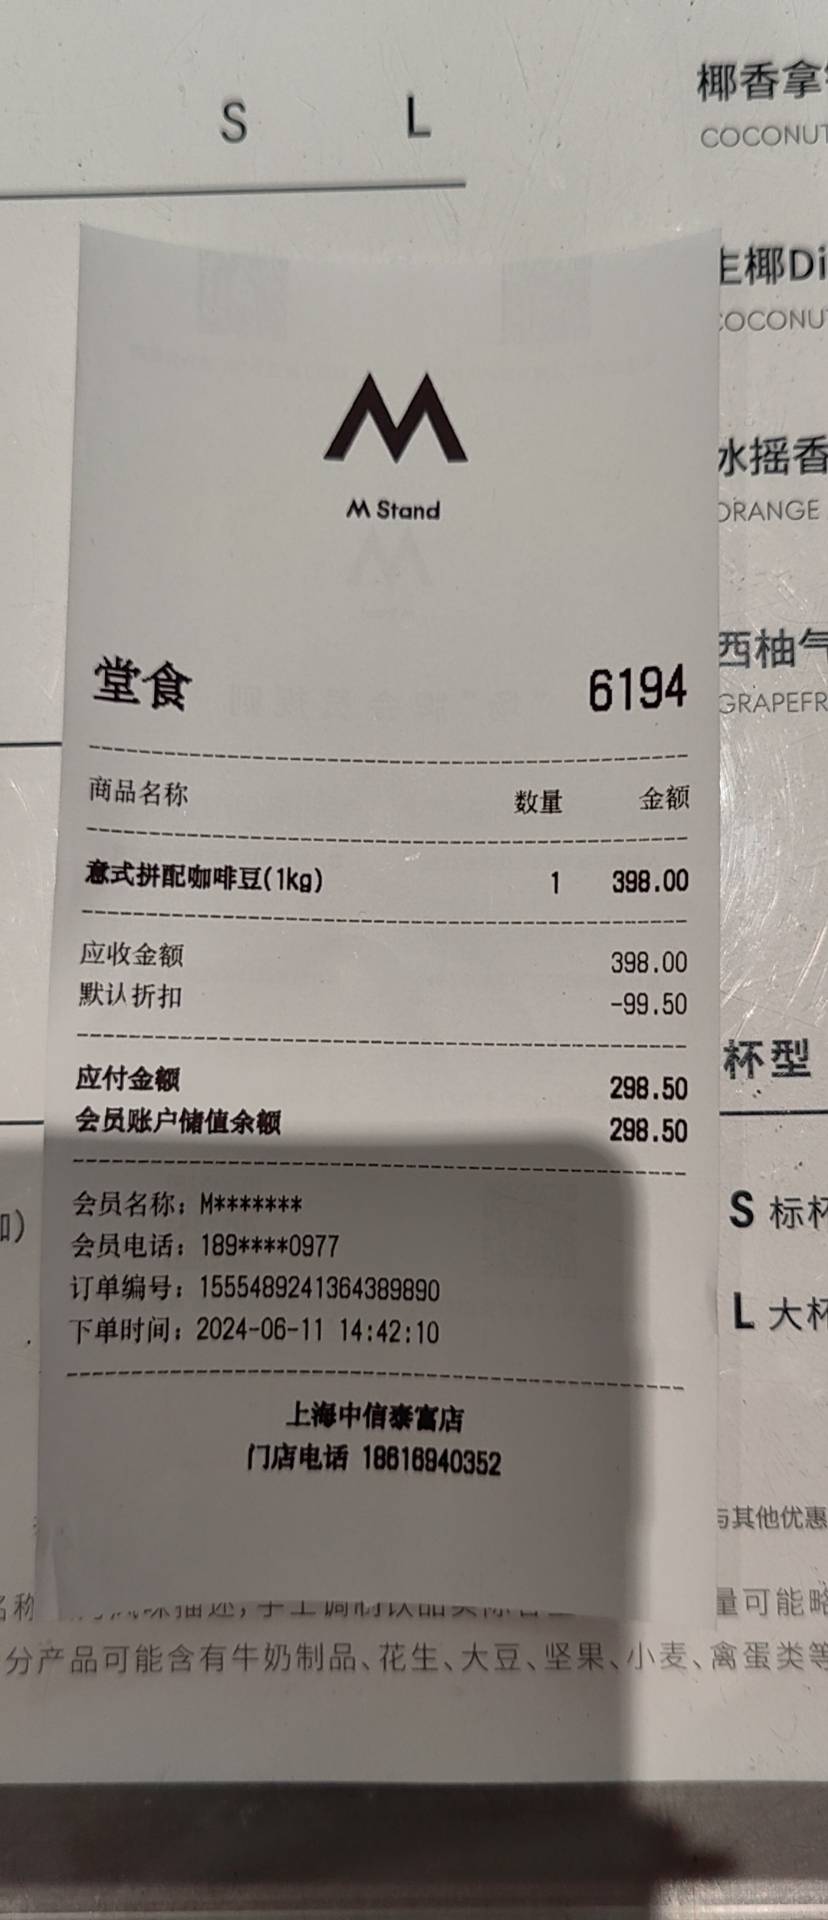 S L
椰香拿
COCONUT
生椰Di
COCONU
冰摇香
ORANGE
西柚气
GRAPEFR
M Stand
堂食 6194
商品名称 数量 金额
意式拼配咖啡豆(1kg) 1 398.00
应收金额 398.00
默认折扣 -99.50
应付金额 298.50
会员账户储值余额 298.50
会员名称：M*******
会员电话：189****0977
订单编号：1555489241364389890
下单时间：2024-06-11 14:42:10
上海中信泰富店
门店电话 18616940352
杯型
S 标杯
L 大杯
与其他优惠
名称
量可能略
分产品可能含有牛奶制品、花生、大豆、坚果、小麦、禽蛋类等